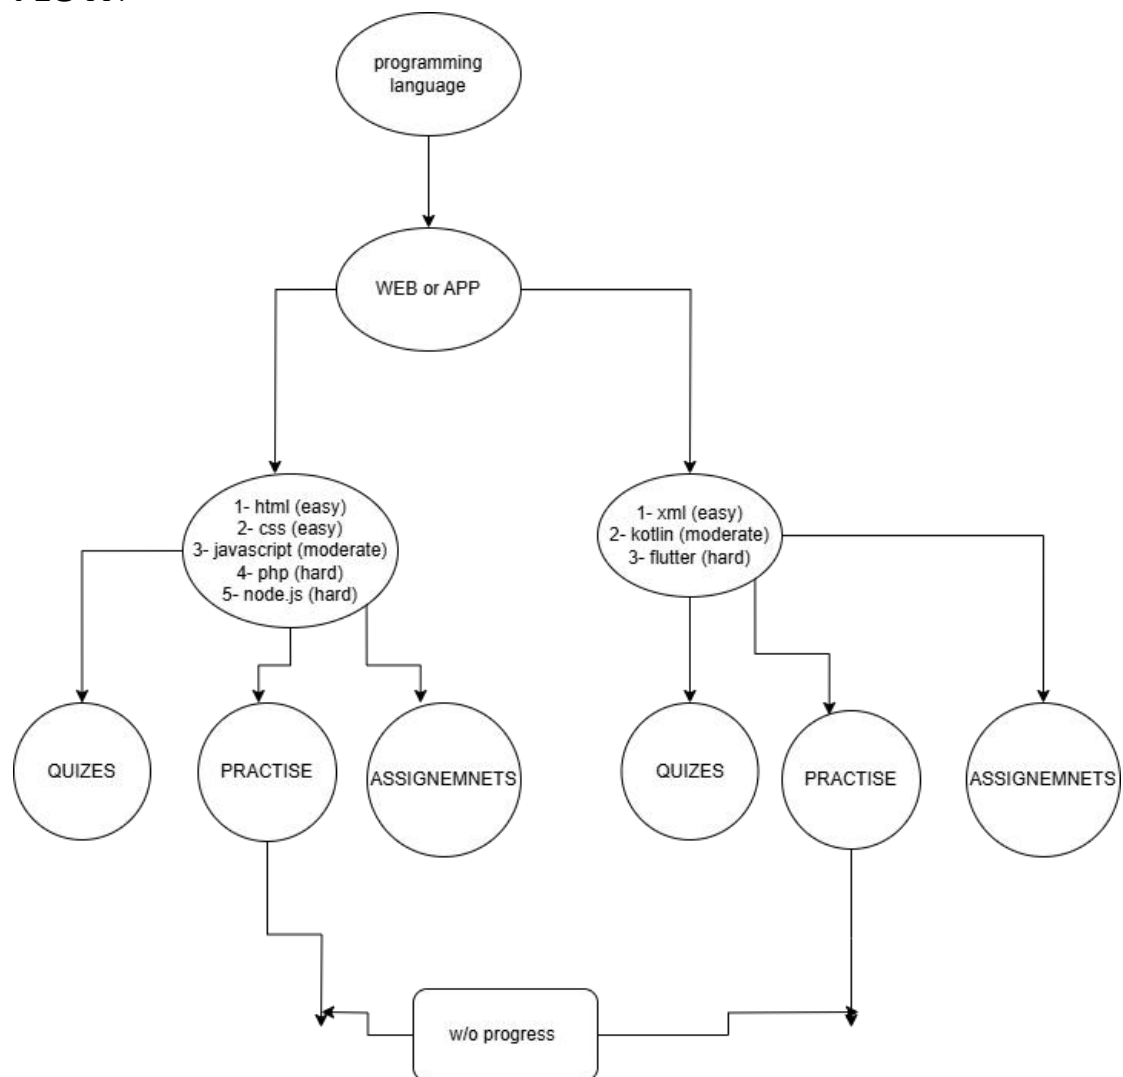 programming
language
WEB or APP
1- html (easy)
2- css (easy)
3- javascript (moderate)
4- php (hard)
5- node.js (hard)
1- xml (easy)
2- kotlin (moderate)
3- flutter (hard)
QUIZES
PRACTISE
ASSIGNEMNETS
QUIZES
PRACTISE
ASSIGNEMNETS
w/o progress